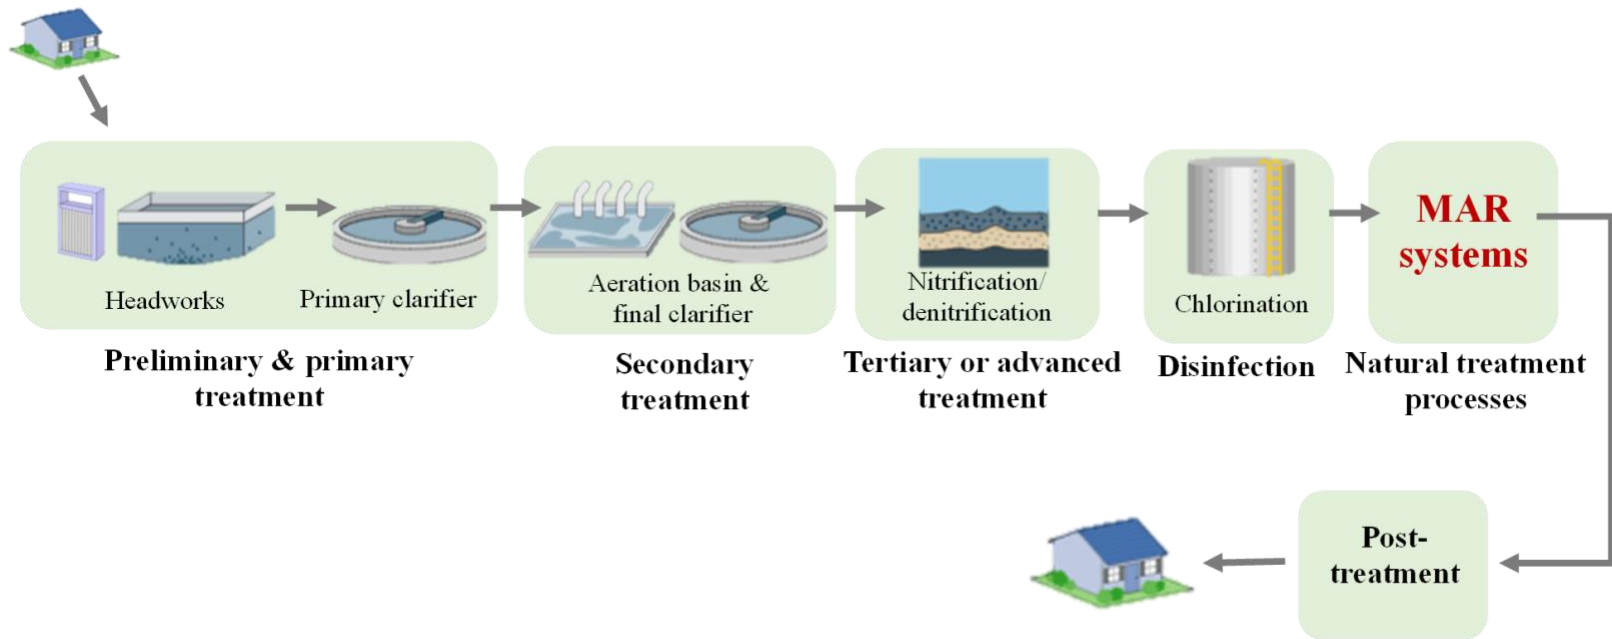 Headworks
Primary clarifier
Preliminary & primary
treatment
Aeration basin &
final clarifier
Secondary
treatment
Nitrification/
denitrification
Tertiary or advanced
treatment
Chlorination
Disinfection
MAR
systems
Natural treatment
processes
Post-
treatment